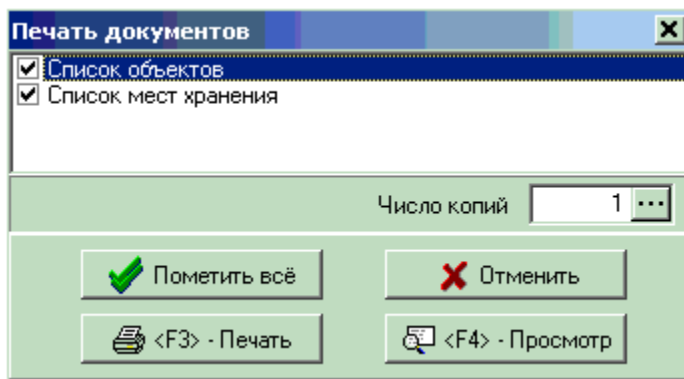 Печать документов
Список объектов
Список мест хранения
Число копий 1 ...
Пометить всё
Отменить
<F3> - Печать
<F4> - Просмотр